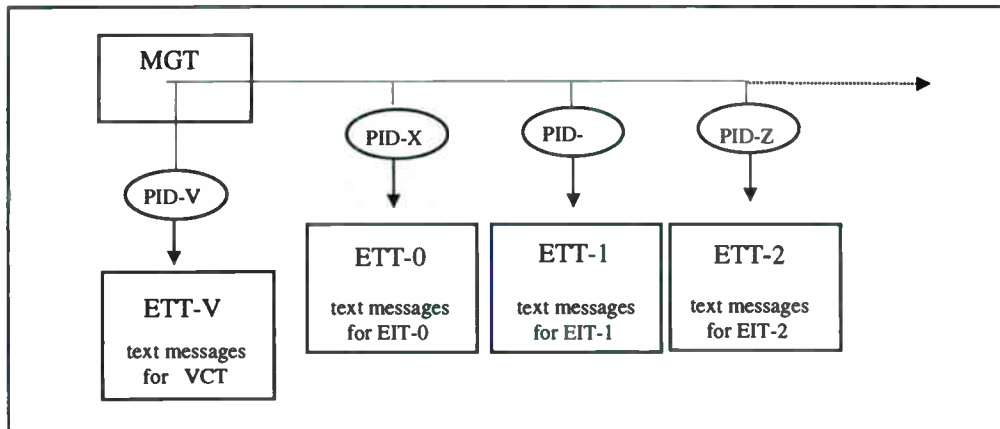 MGT
PID-X
PID-
PID-Z
PID-V
ETT-0
text messages
for EIT-0
ETT-1
text messages
for EIT-1
ETT-2
text messages
for EIT-2
ETT-V
text messages
for VCT